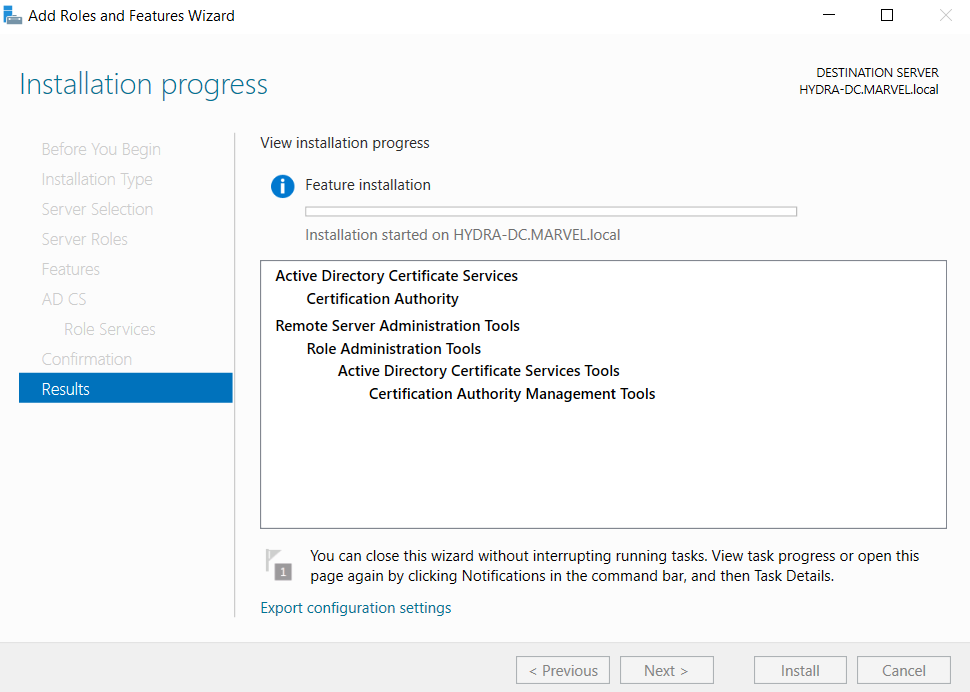 Add Roles and Features Wizard
Installation progress
DESTINATION SERVER
HYDRA-DC.MARVEL.local
Before You Begin
Installation Type
Server Selection
Server Roles
Features
AD CS
Role Services
Confirmation
Results
View installation progress
Feature installation
Installation started on HYDRA-DC.MARVEL.local
Active Directory Certificate Services
Certification Authority
Remote Server Administration Tools
Role Administration Tools
Active Directory Certificate Services Tools
Certification Authority Management Tools
1
You can close this wizard without interrupting running tasks. View task progress or open this
page again by clicking Notifications in the command bar, and then Task Details.
Export configuration settings
< Previous
Next >
Install
Cancel